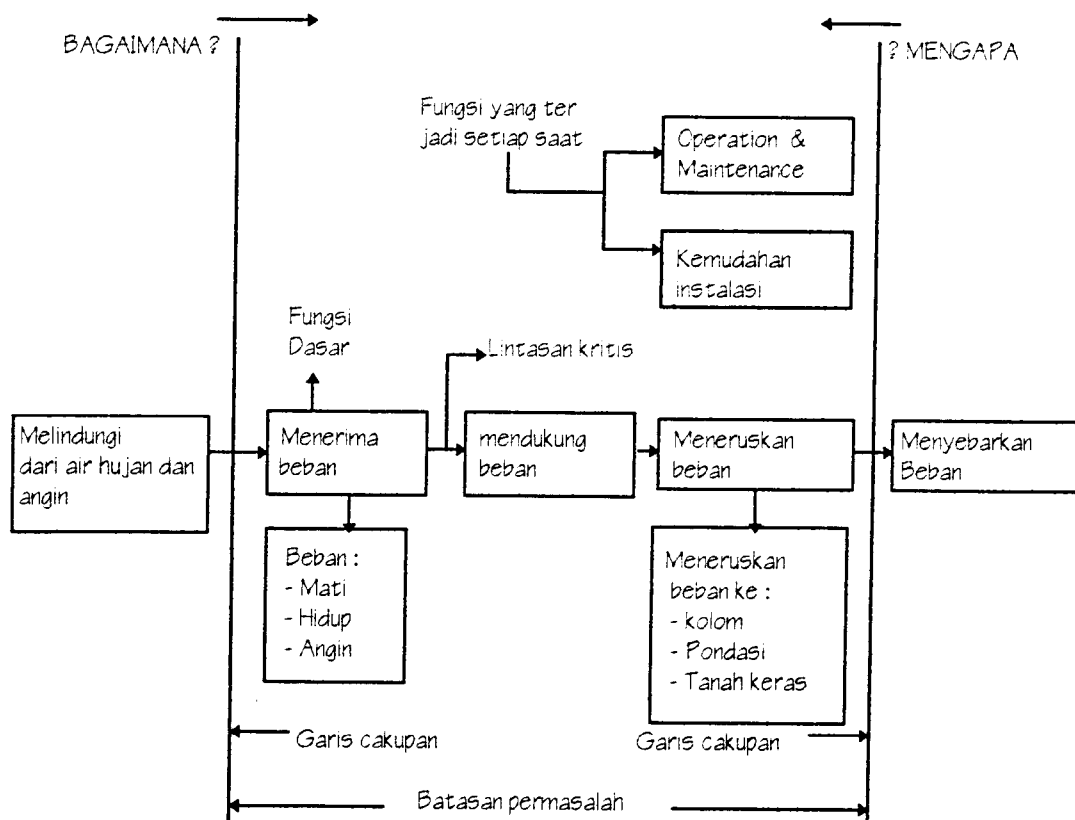 BAGAIMANA ?
? MENGAPA
Fungsi yang ter
jadi setiap saat
Operation &
Maintenance
Kemudahan
instalasi
Fungsi
Dasar
Lintasan kritis
Melindungi
dari air hujan dan
angin
Menerima
beban
mendukung
beban
Meneruskan
beban
Menyebarkan
Beban
Beban :
- Mati
- Hidup
- Angin
Meneruskan
beban ke :
- kolom
- Pondasi
- Tanah keras
Garis cakupan
Garis cakupan
Batasan permasalah